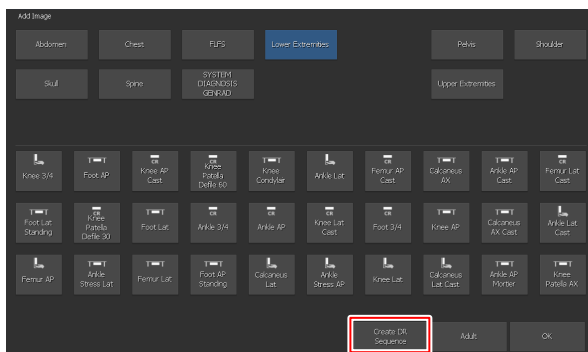 Add Image
Abdomen
Chest
FLFS
Lower Extremities
Pelvis
Shoulder
Skull
Spine
SYSTEM
DIAGNOSIS
GENRAD
Upper Extremities
Knee 3/4
T T
Foot AP
CR
Knee AP
Cast
CR
Knee
Patella
Defile 60
T T
Knee
Condylar
Ankle Lat
CR
Femur AP
Cast
T T
Calcaneus
AX
T T
Ankle AP
Cast
CR
Femur Lat
Cast
T T
Foot Lat
Standing
CR
Knee
Patella
Defile 30
T T
Foot Lat
CR
Ankle 3/4
CR
Ankle AP
CR
Knee Lat
Cast
CR
Foot 3/4
T T
Knee AP
T T
Calcaneus
AX Cast
Ankle Lat
Cast
Femur AP
T T
Ankle
Stress Lat
T T
Femur Lat
T T
Foot AP
Standing
Calcaneus
Lat
Ankle
Stress AP
Knee Lat
Calcaneus
Lat Cast
T T
Ankle AP
Mortier
T T
Knee
Patella AX
Create DR
Sequence
Adult
OK